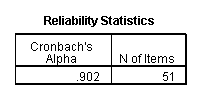 Reliability Statistics
Cronbach's
Alpha
N of Items
.902
51